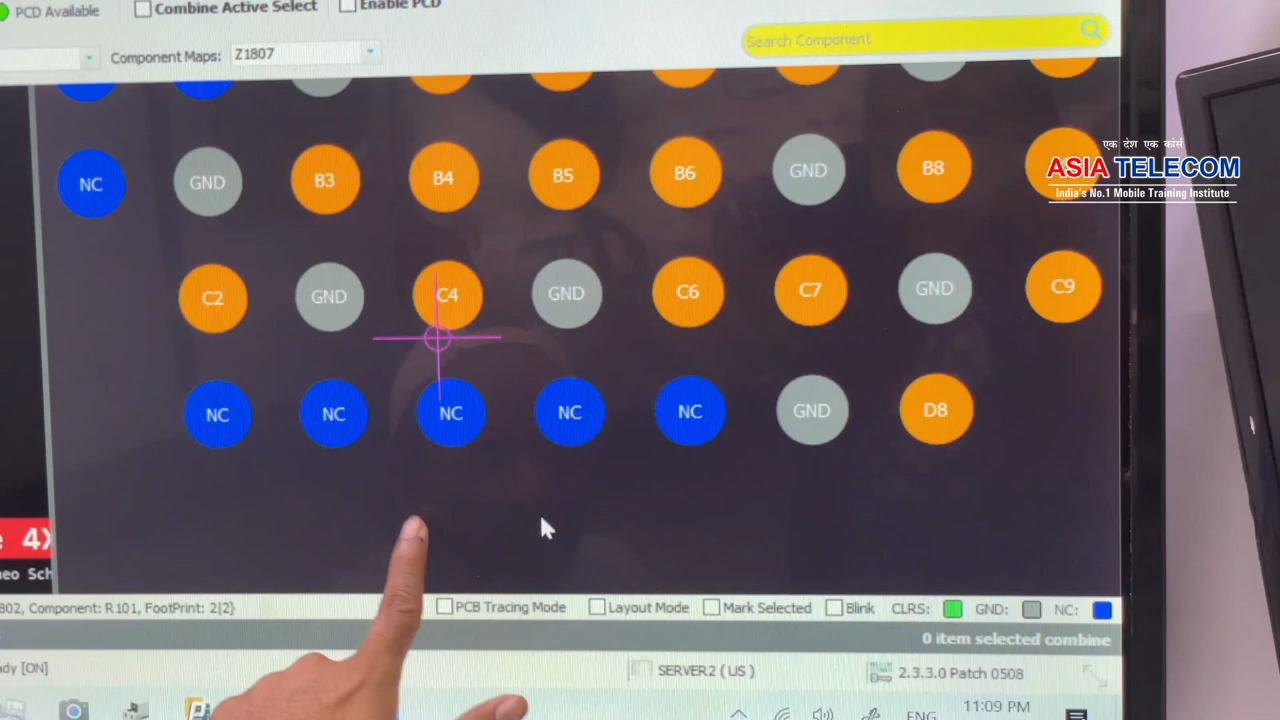 PCD Available
Combine Active Select
Enable PCD
Component Maps:
Z1807
Search Component
NC
GND
B3
B4
B5
B6
GND
B8
एक देश एक कोर्स
ASIA TELECOM
India's No.1 Mobile Training Institute
C2
GND
C4
GND
C6
C7
GND
C9
NC
NC
NC
NC
NC
GND
D8
802, Component: R101, FootPrint: 2|2}
PCB Tracing Mode
Layout Mode
Mark Selected
Blink
CLRS:
GND:
NC:
0 item selected combine
[ON]
SERVER2 ( US )
2.3.3.0 Patch 0508
ENG
11:09 PM